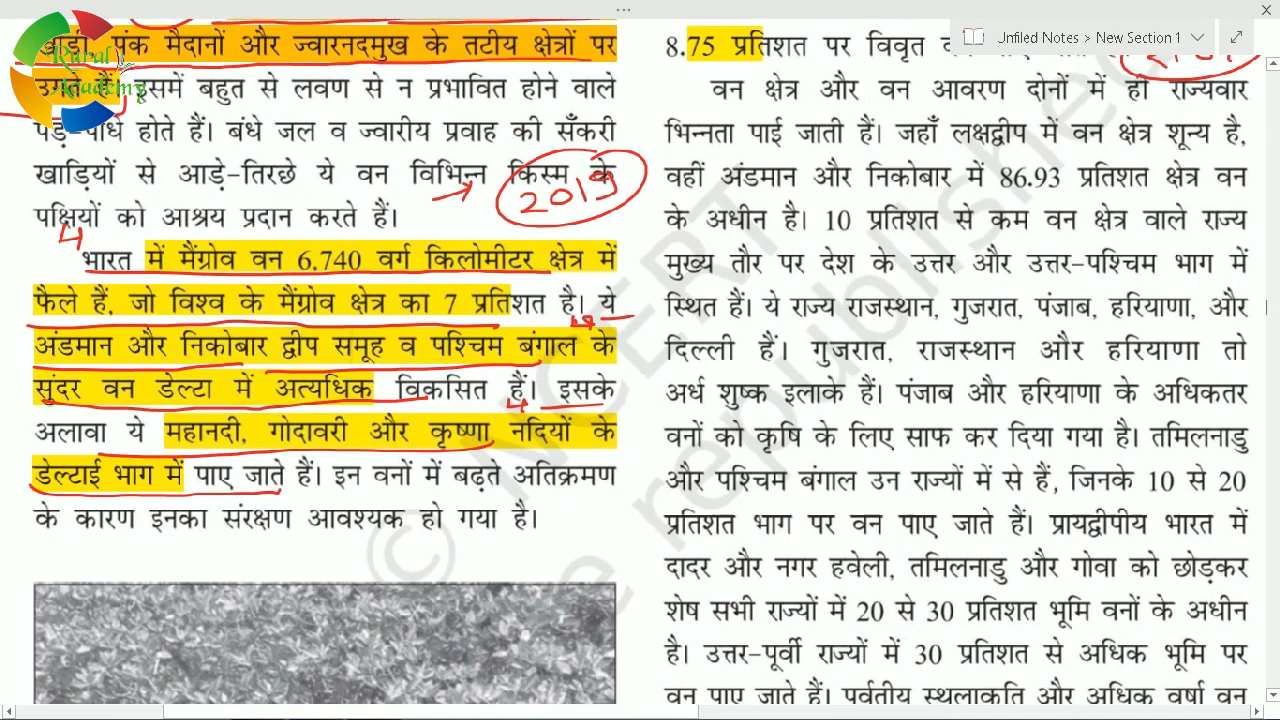 Rural
Academy
खाड़ी, पंक मैदानों और ज्वारनदमुख के तटीय क्षेत्रों पर
उगते हैं। इसमें बहुत से लवण से न प्रभावित होने वाले
पेड़ पौधे होते हैं। बंधे जल व ज्वारीय प्रवाह की सँकरी
खाड़ियों से आड़े-तिरछे ये वन विभिन्न किस्म के
पक्षियों को आश्रय प्रदान करते हैं।
2019
भारत में मैंग्रोव वन 6,740 वर्ग किलोमीटर क्षेत्र में
फैले हैं, जो विश्व के मैंग्रोव क्षेत्र का 7 प्रतिशत है। ये
अंडमान और निकोबार द्वीप समूह व पश्चिम बंगाल के
सुंदर वन डेल्टा में अत्यधिक विकसित हैं। इसके
अलावा ये महानदी, गोदावरी और कृष्णा नदियों के
डेल्टाई भाग में पाए जाते हैं। इन वनों में बढ़ते अतिक्रमण
के कारण इनका संरक्षण आवश्यक हो गया है।
Unfiled Notes > New Section 1
8.75 प्रतिशत पर विवृत
वन क्षेत्र और वन आवरण दोनों में ही राज्यवार
भिन्नता पाई जाती है। जहाँ लक्षद्वीप में वन क्षेत्र शून्य है,
वहीं अंडमान और निकोबार में 86.93 प्रतिशत क्षेत्र वन
के अधीन है। 10 प्रतिशत से कम वन क्षेत्र वाले राज्य
मुख्य तौर पर देश के उत्तर और उत्तर-पश्चिम भाग में
स्थित हैं। ये राज्य राजस्थान, गुजरात, पंजाब, हरियाणा, और
दिल्ली हैं। गुजरात, राजस्थान और हरियाणा तो
अर्ध शुष्क इलाके हैं। पंजाब और हरियाणा के अधिकतर
वनों को कृषि के लिए साफ कर दिया गया है। तमिलनाडु
और पश्चिम बंगाल उन राज्यों में से हैं, जिनके 10 से 20
प्रतिशत भाग पर वन पाए जाते हैं। प्रायद्वीपीय भारत में
दादर और नगर हवेली, तमिलनाडु और गोवा को छोड़कर
शेष सभी राज्यों में 20 से 30 प्रतिशत भूमि वनों के अधीन
है। उत्तर-पूर्वी राज्यों में 30 प्रतिशत से अधिक भूमि पर
वन पाए जाते हैं। पर्वतीय स्थलाकृति और अधिक वर्षा वन
© NCERT
be republished